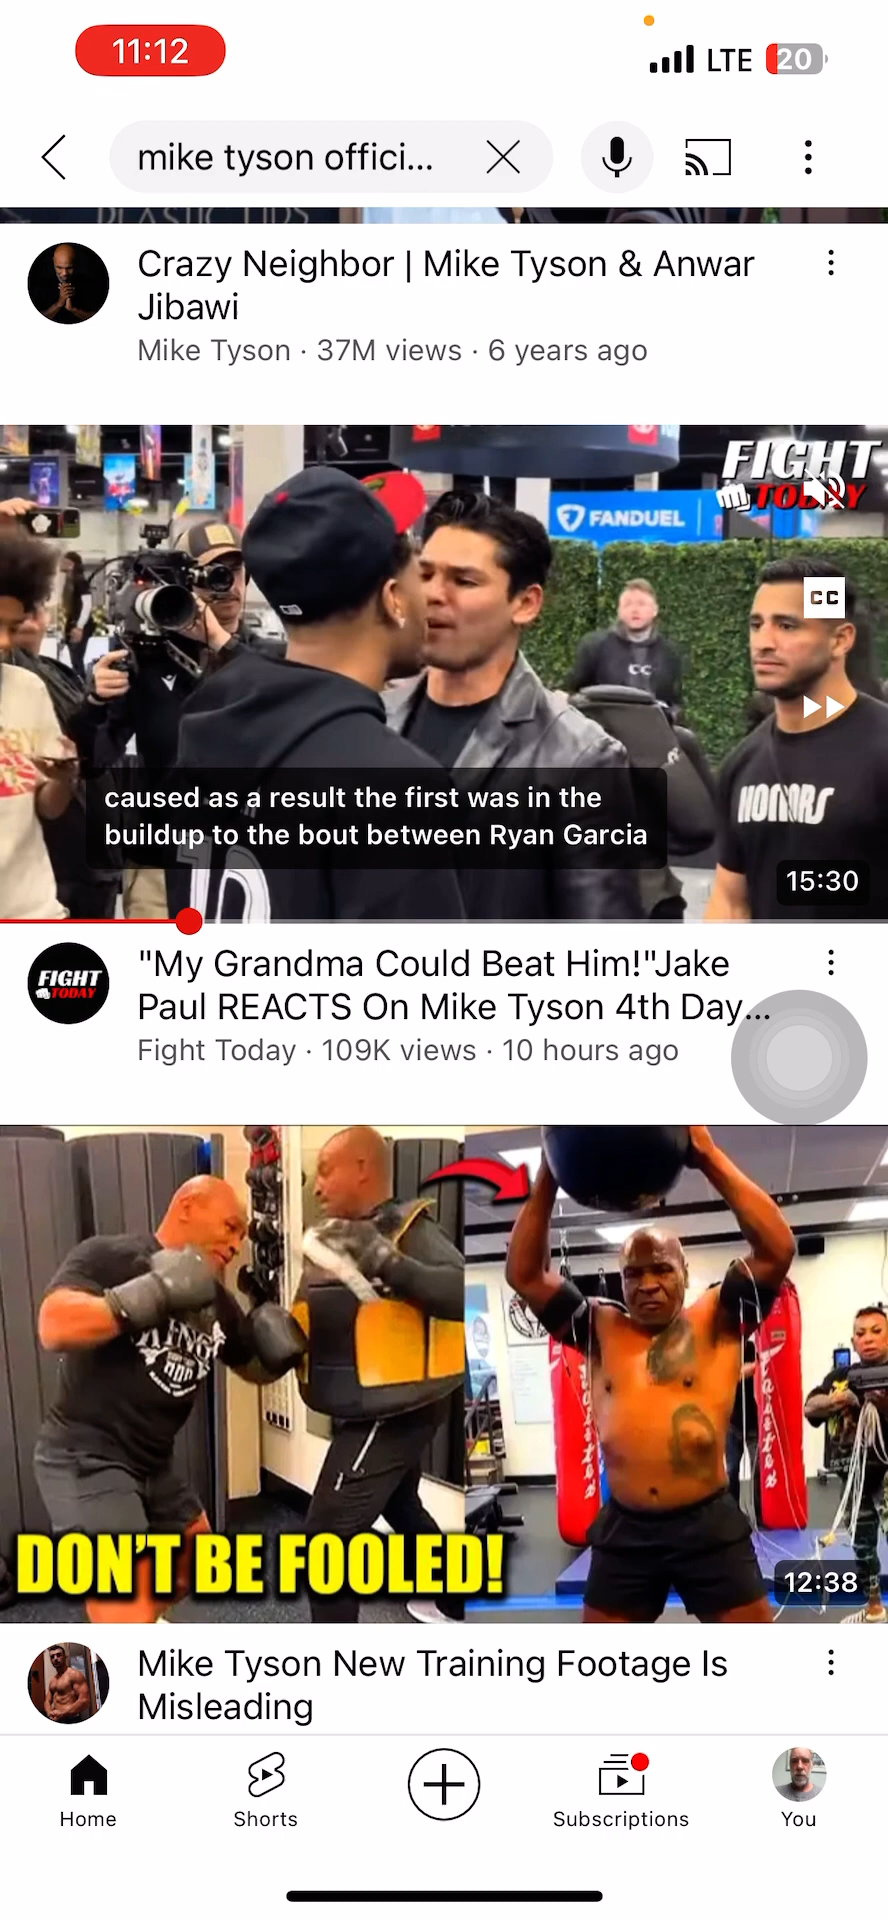 11:12
LTE 20
mike tyson offici...
Crazy Neighbor | Mike Tyson & Anwar
Jibawi
Mike Tyson · 37M views · 6 years ago
FIGHT
TODAY
FANDUEL
CC
caused as a result the first was in the
buildup to the bout between Ryan Garcia
HONORS
15:30
FIGHT
TODAY
"My Grandma Could Beat Him!"Jake
Paul REACTS On Mike Tyson 4th Day...
Fight Today · 109K views · 10 hours ago
DON'T BE FOOLED!
12:38
Mike Tyson New Training Footage Is
Misleading
Home
Shorts
Subscriptions
You